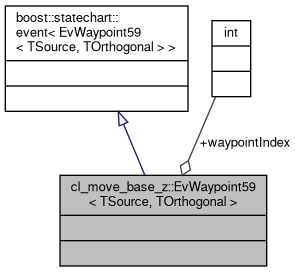 boost::statechart::
event< EvWaypoint59
< TSource, TOrthogonal > >
int
+waypointIndex
cl_move_base_z::EvWaypoint59
< TSource, TOrthogonal >